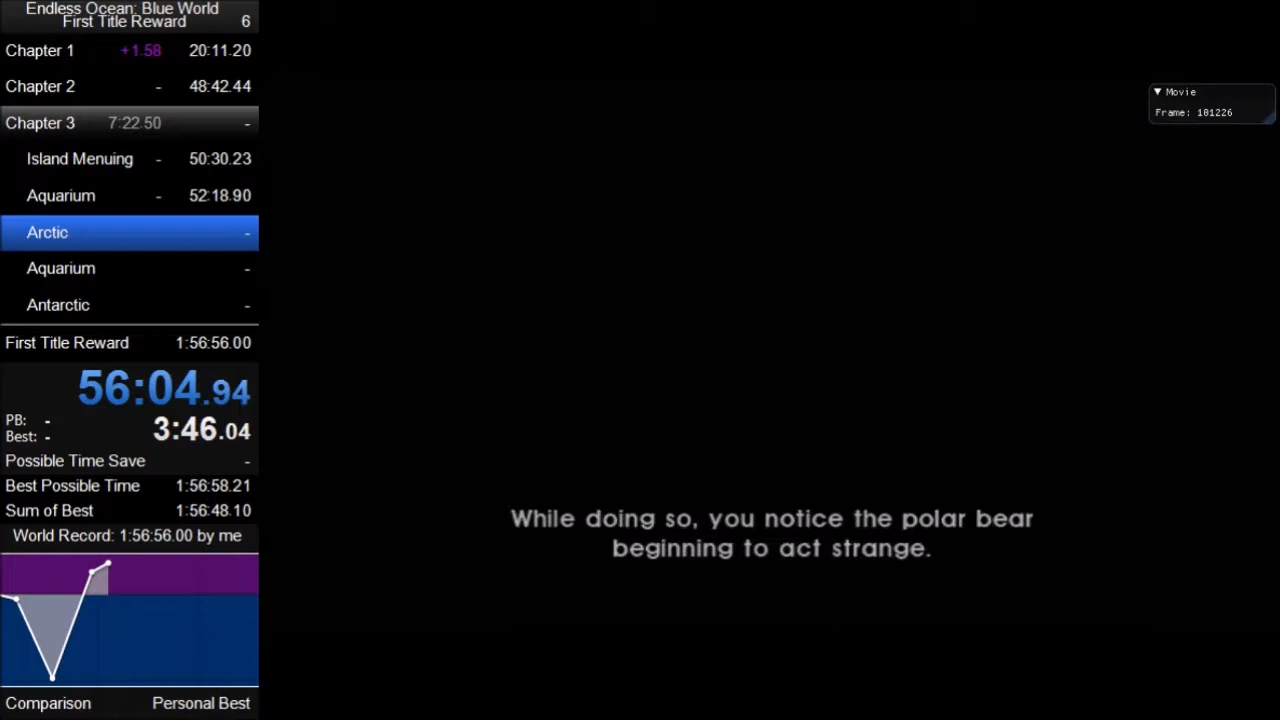 Endless Ocean: Blue World
First Title Reward 6
Chapter 1 +1.58 20:11.20
Chapter 2 - 48:42.44
Chapter 3 7:22.50 -
Island Menuing - 50:30.23
Aquarium - 52:18.90
Arctic -
Aquarium -
Antarctic -
First Title Reward 1:56:56.00
56:04.94
PB: -
Best: -
3:46.04
Possible Time Save -
Best Possible Time 1:56:58.21
Sum of Best 1:56:48.10
World Record: 1:56:56.00 by me
Comparison Personal Best
▼ Movie
Frame: 101226
While doing so, you notice the polar bear
beginning to act strange.